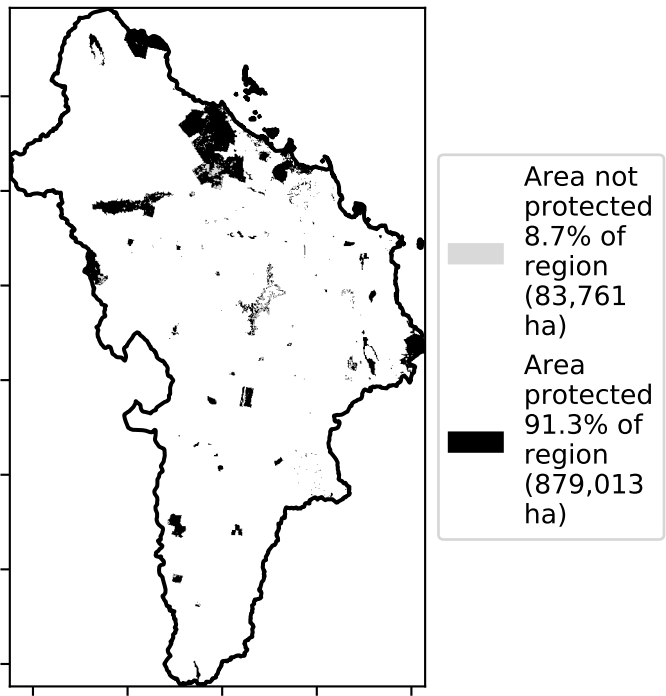 Area not
protected
8.7% of
region
(83,761
ha)
Area
protected
91.3% of
region
(879,013
ha)